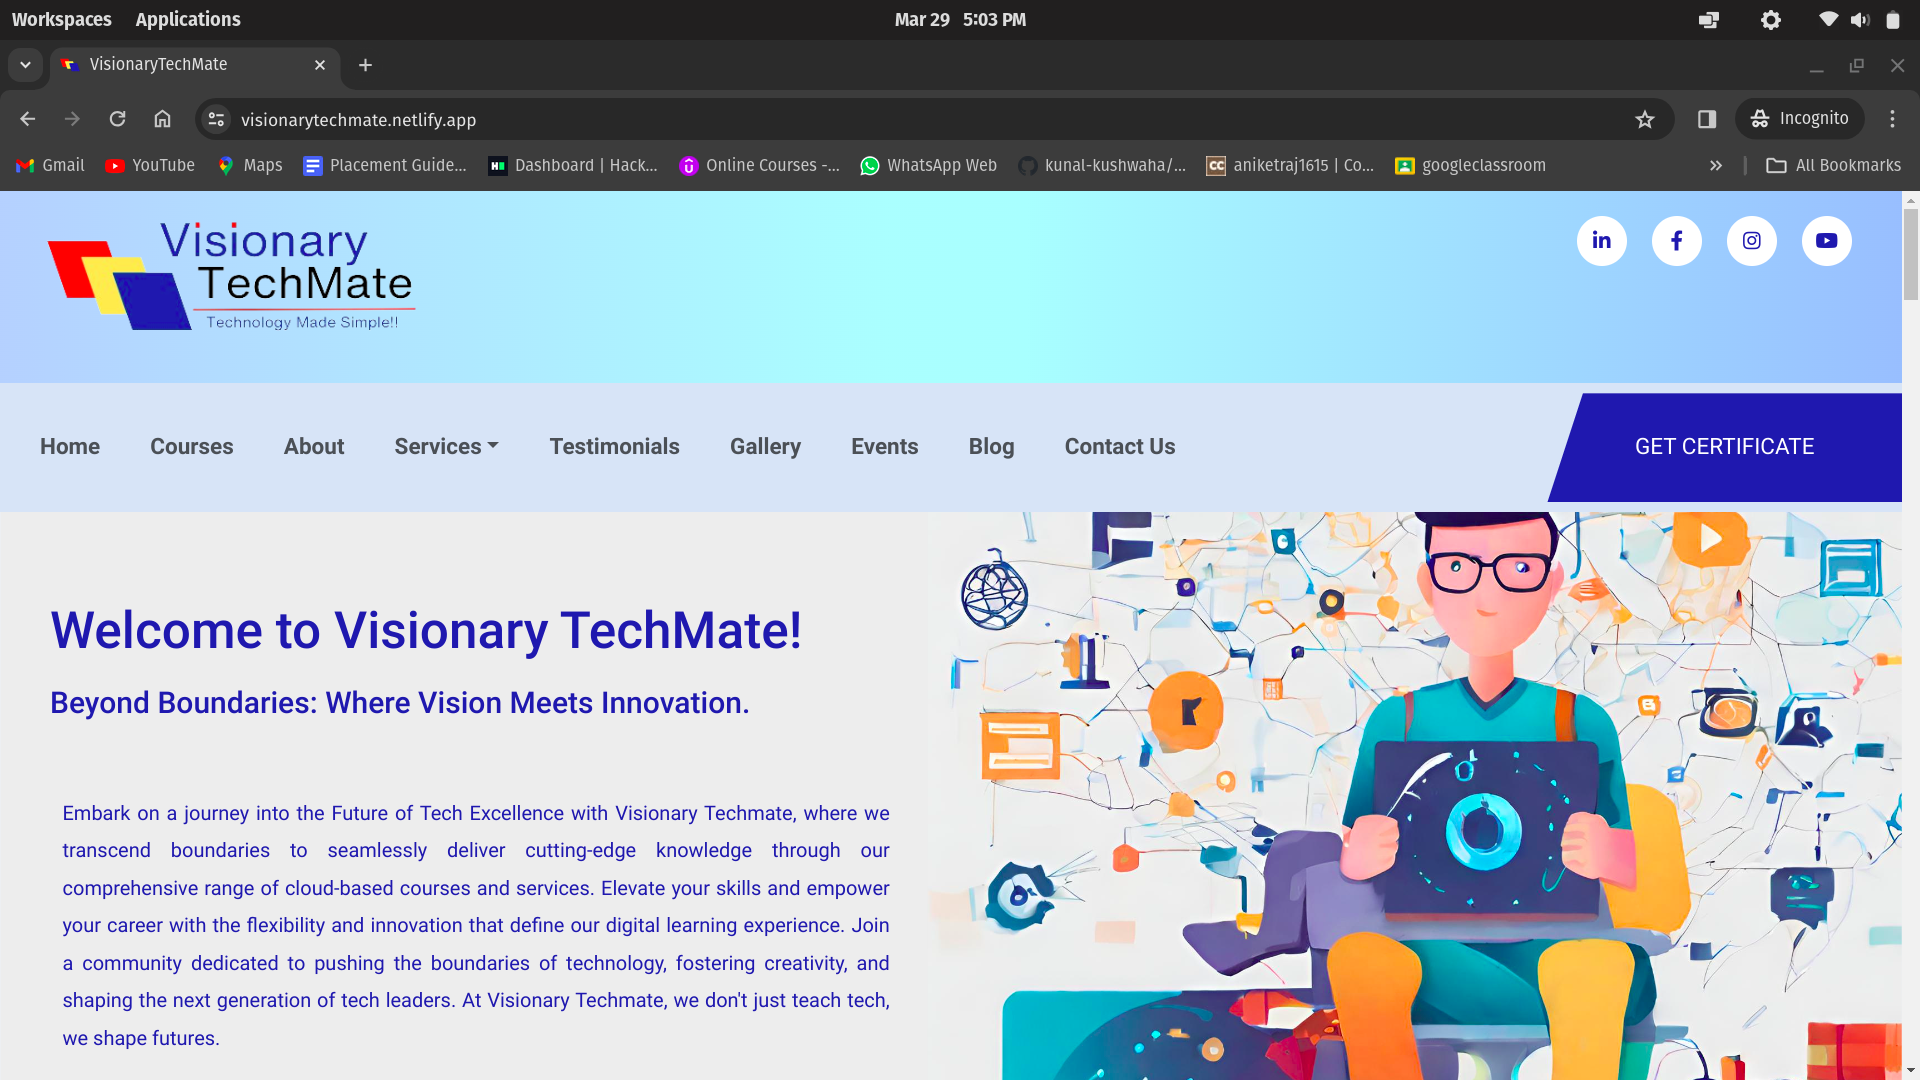 Workspaces Applications Mar 29 5:03 PM
VisionaryTechMate
visionarytechmate.netlify.app Incognito
Gmail YouTube Maps Placement Guide... Dashboard | Hack... Online Courses -... WhatsApp Web kunal-kushwaha/... aniketraj1615 | Co... googleclassroom » All Bookmarks
Visionary
TechMate
Technology Made Simple!!
Home Courses About Services Testimonials Gallery Events Blog Contact Us GET CERTIFICATE
Welcome to Visionary TechMate!
Beyond Boundaries: Where Vision Meets Innovation.
Embark on a journey into the Future of Tech Excellence with Visionary Techmate, where we
transcend boundaries to seamlessly deliver cutting-edge knowledge through our
comprehensive range of cloud-based courses and services. Elevate your skills and empower
your career with the flexibility and innovation that define our digital learning experience. Join
a community dedicated to pushing the boundaries of technology, fostering creativity, and
shaping the next generation of tech leaders. At Visionary Techmate, we don't just teach tech,
we shape futures.